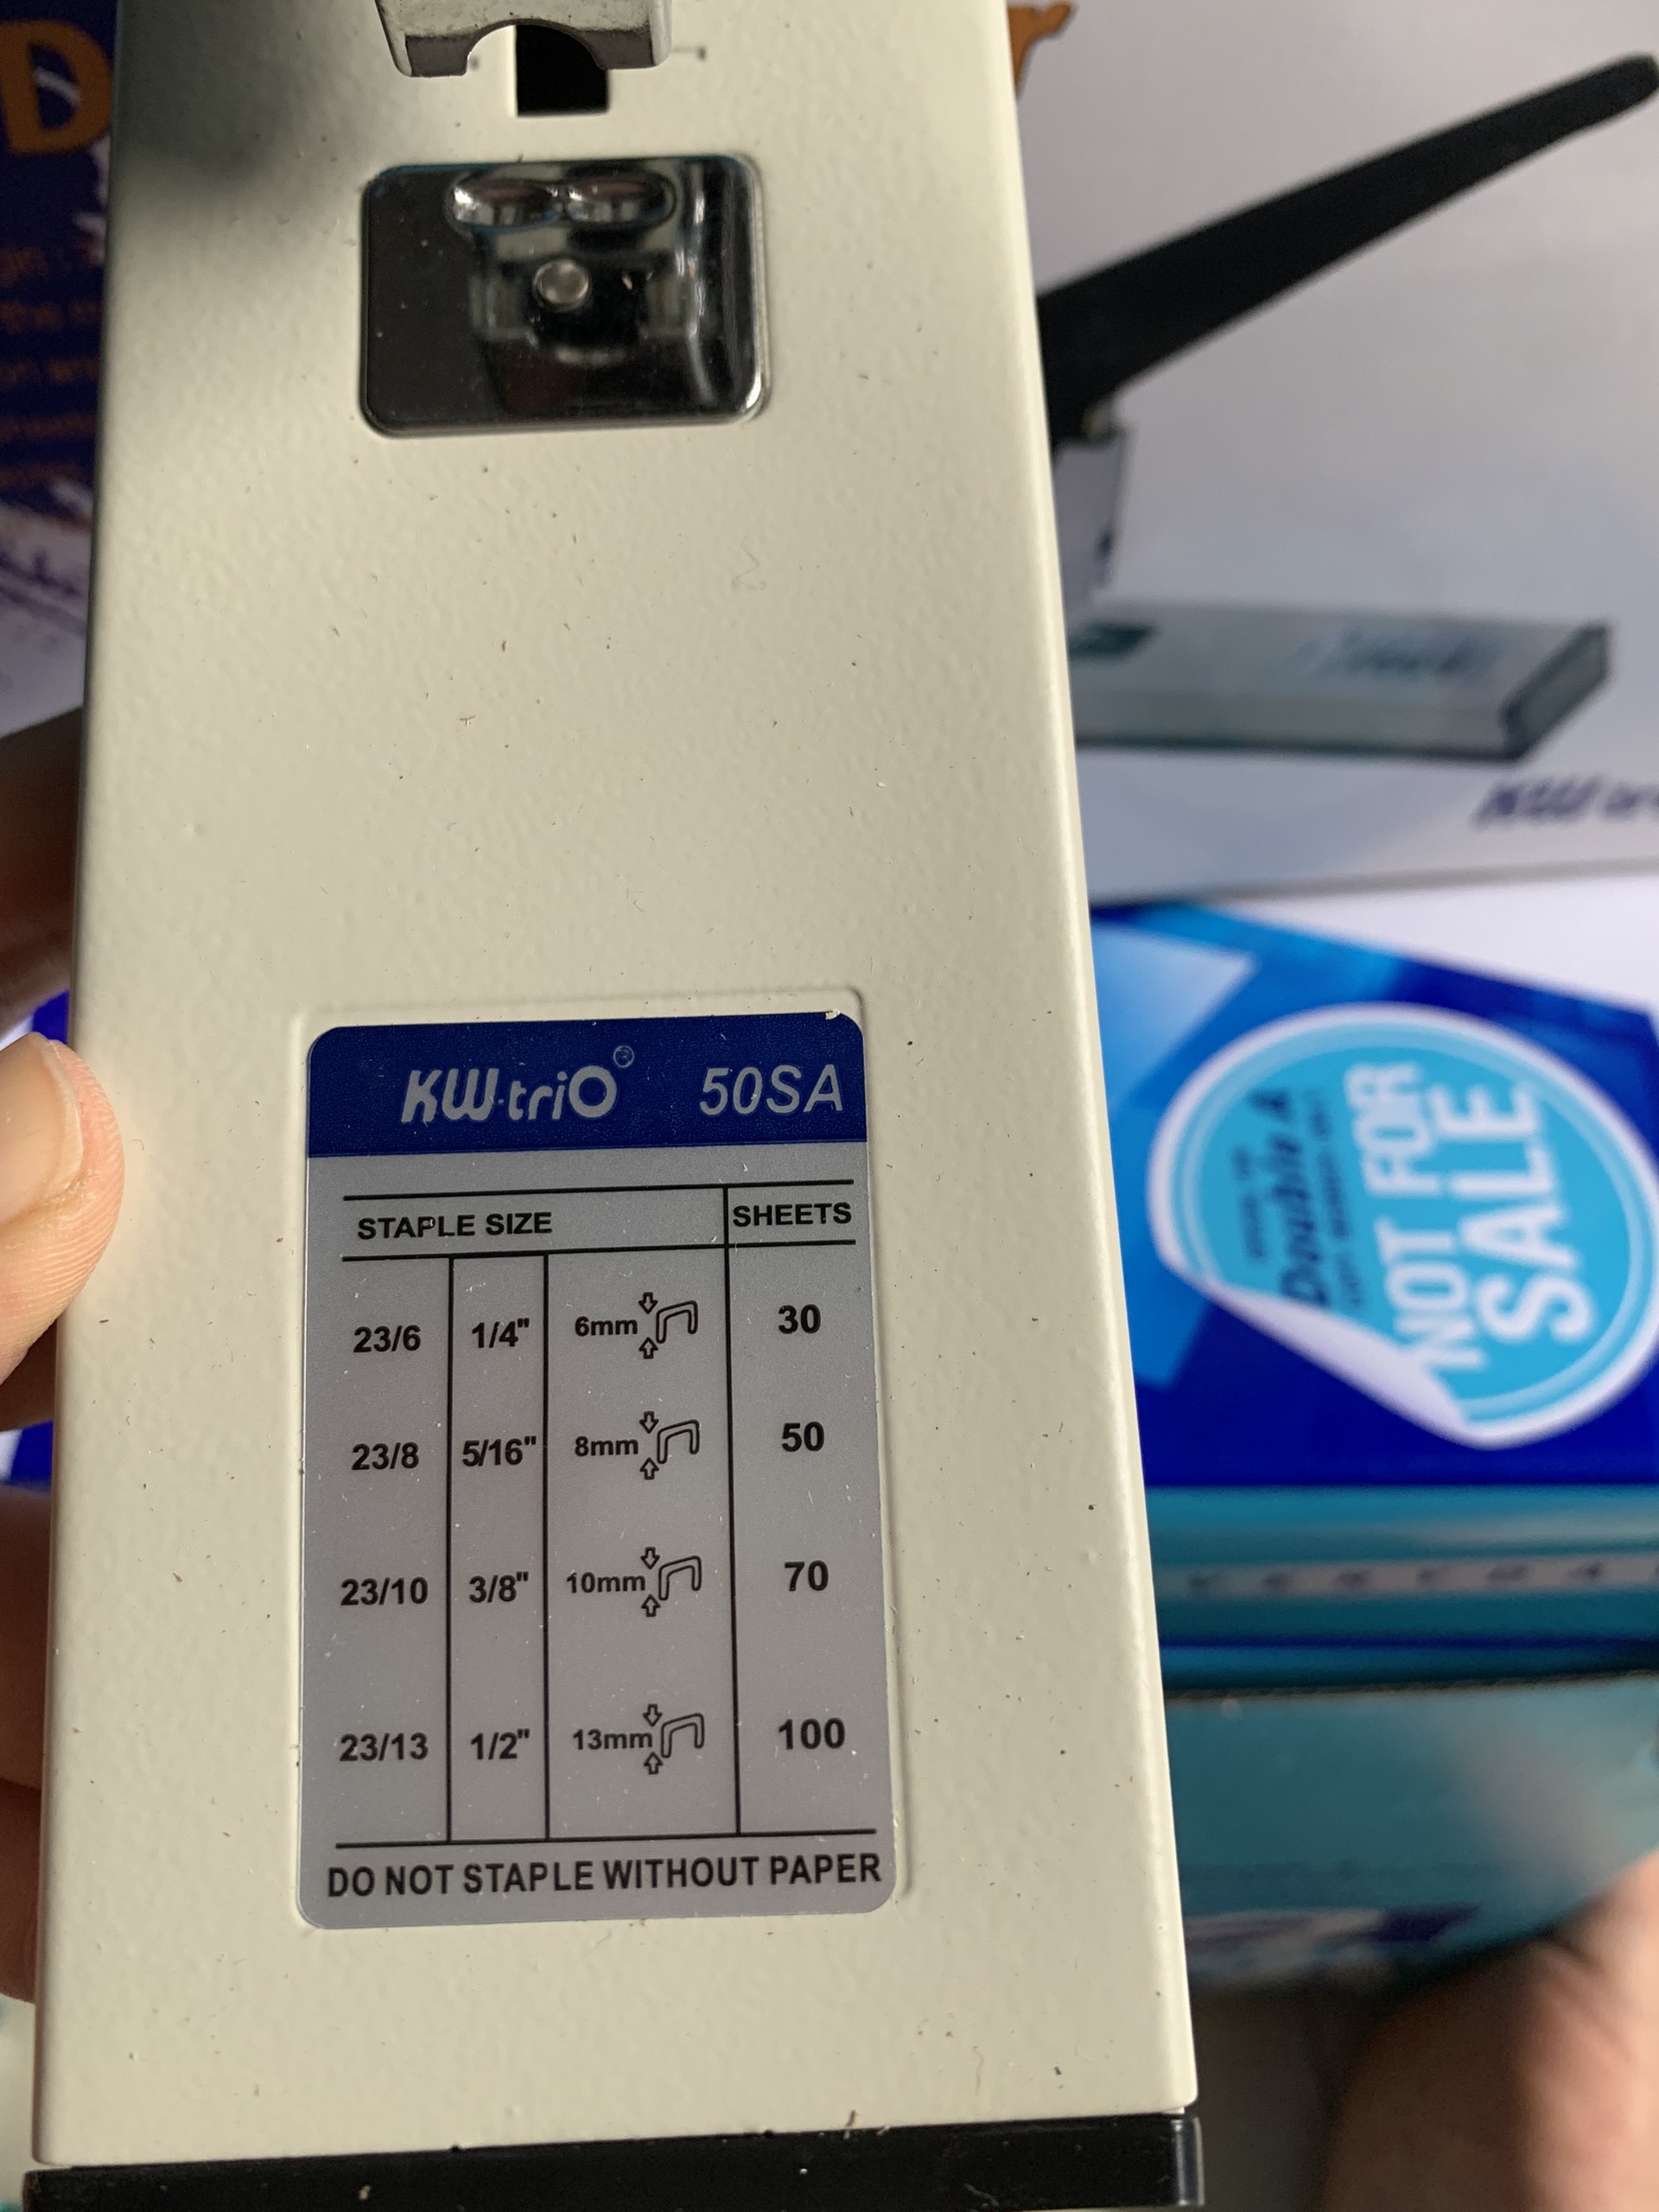 KW-triO® 50SA
STAPLE SIZE SHEETS
23/6 1/4" 6mm 30
23/8 5/16" 8mm 50
23/10 3/8" 10mm 70
23/13 1/2" 13mm 100
DO NOT STAPLE WITHOUT PAPER
Double A
NOT FOR
SALE